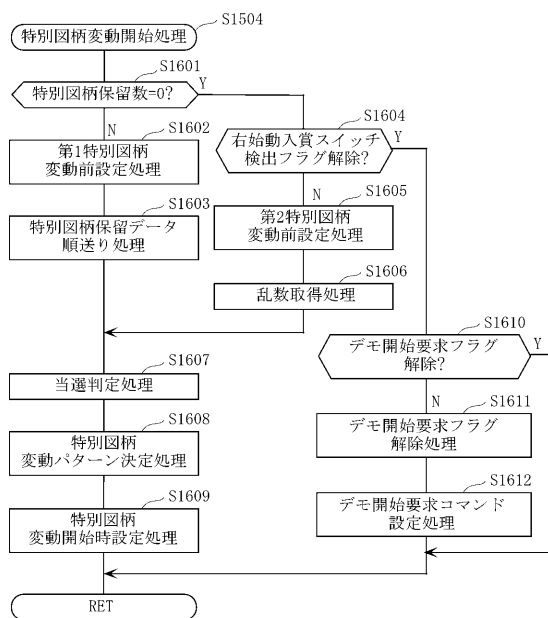 特別図柄変動開始処理
S1504
S1601
特別図柄保留数=0?
Y
N
S1602
第1特別図柄
変動前設定処理
S1603
特別図柄保留データ
順送り処理
S1604
右始動入賞スイッチ
検出フラグ解除?
Y
N
S1605
第2特別図柄
変動前設定処理
S1606
乱数取得処理
S1607
当選判定処理
S1608
特別図柄
変動パターン決定処理
S1609
特別図柄
変動開始時設定処理
S1610
デモ開始要求フラグ
解除?
Y
N
S1611
デモ開始要求フラグ
解除処理
S1612
デモ開始要求コマンド
設定処理
RET